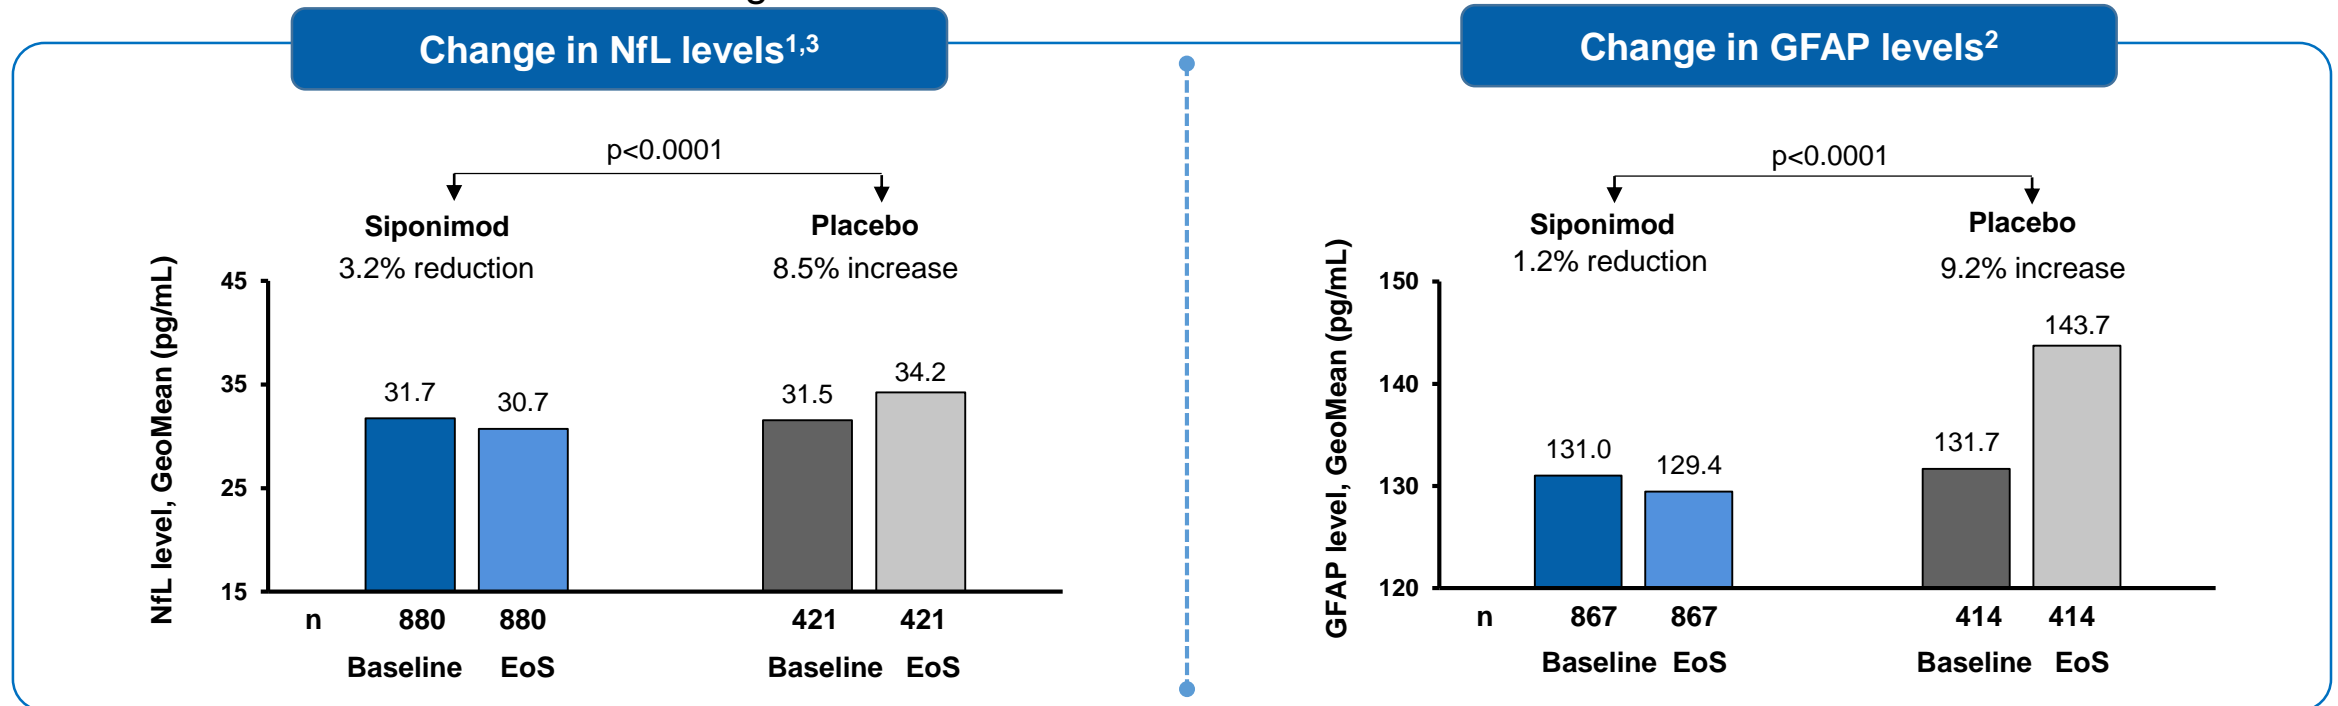 Change in NfL levels1,3
p<0.0001
Siponimod
3.2% reduction
Placebo
8.5% increase
NfL level, GeoMean (pg/mL)
45
35
25
15
31.7
30.7
31.5
34.2
n 880 880 421 421
Baseline EoS Baseline EoS
Change in GFAP levels2
p<0.0001
Siponimod
1.2% reduction
Placebo
9.2% increase
GFAP level, GeoMean (pg/mL)
150
140
130
120
131.0
129.4
131.7
143.7
n 867 867 414 414
Baseline EoS Baseline EoS